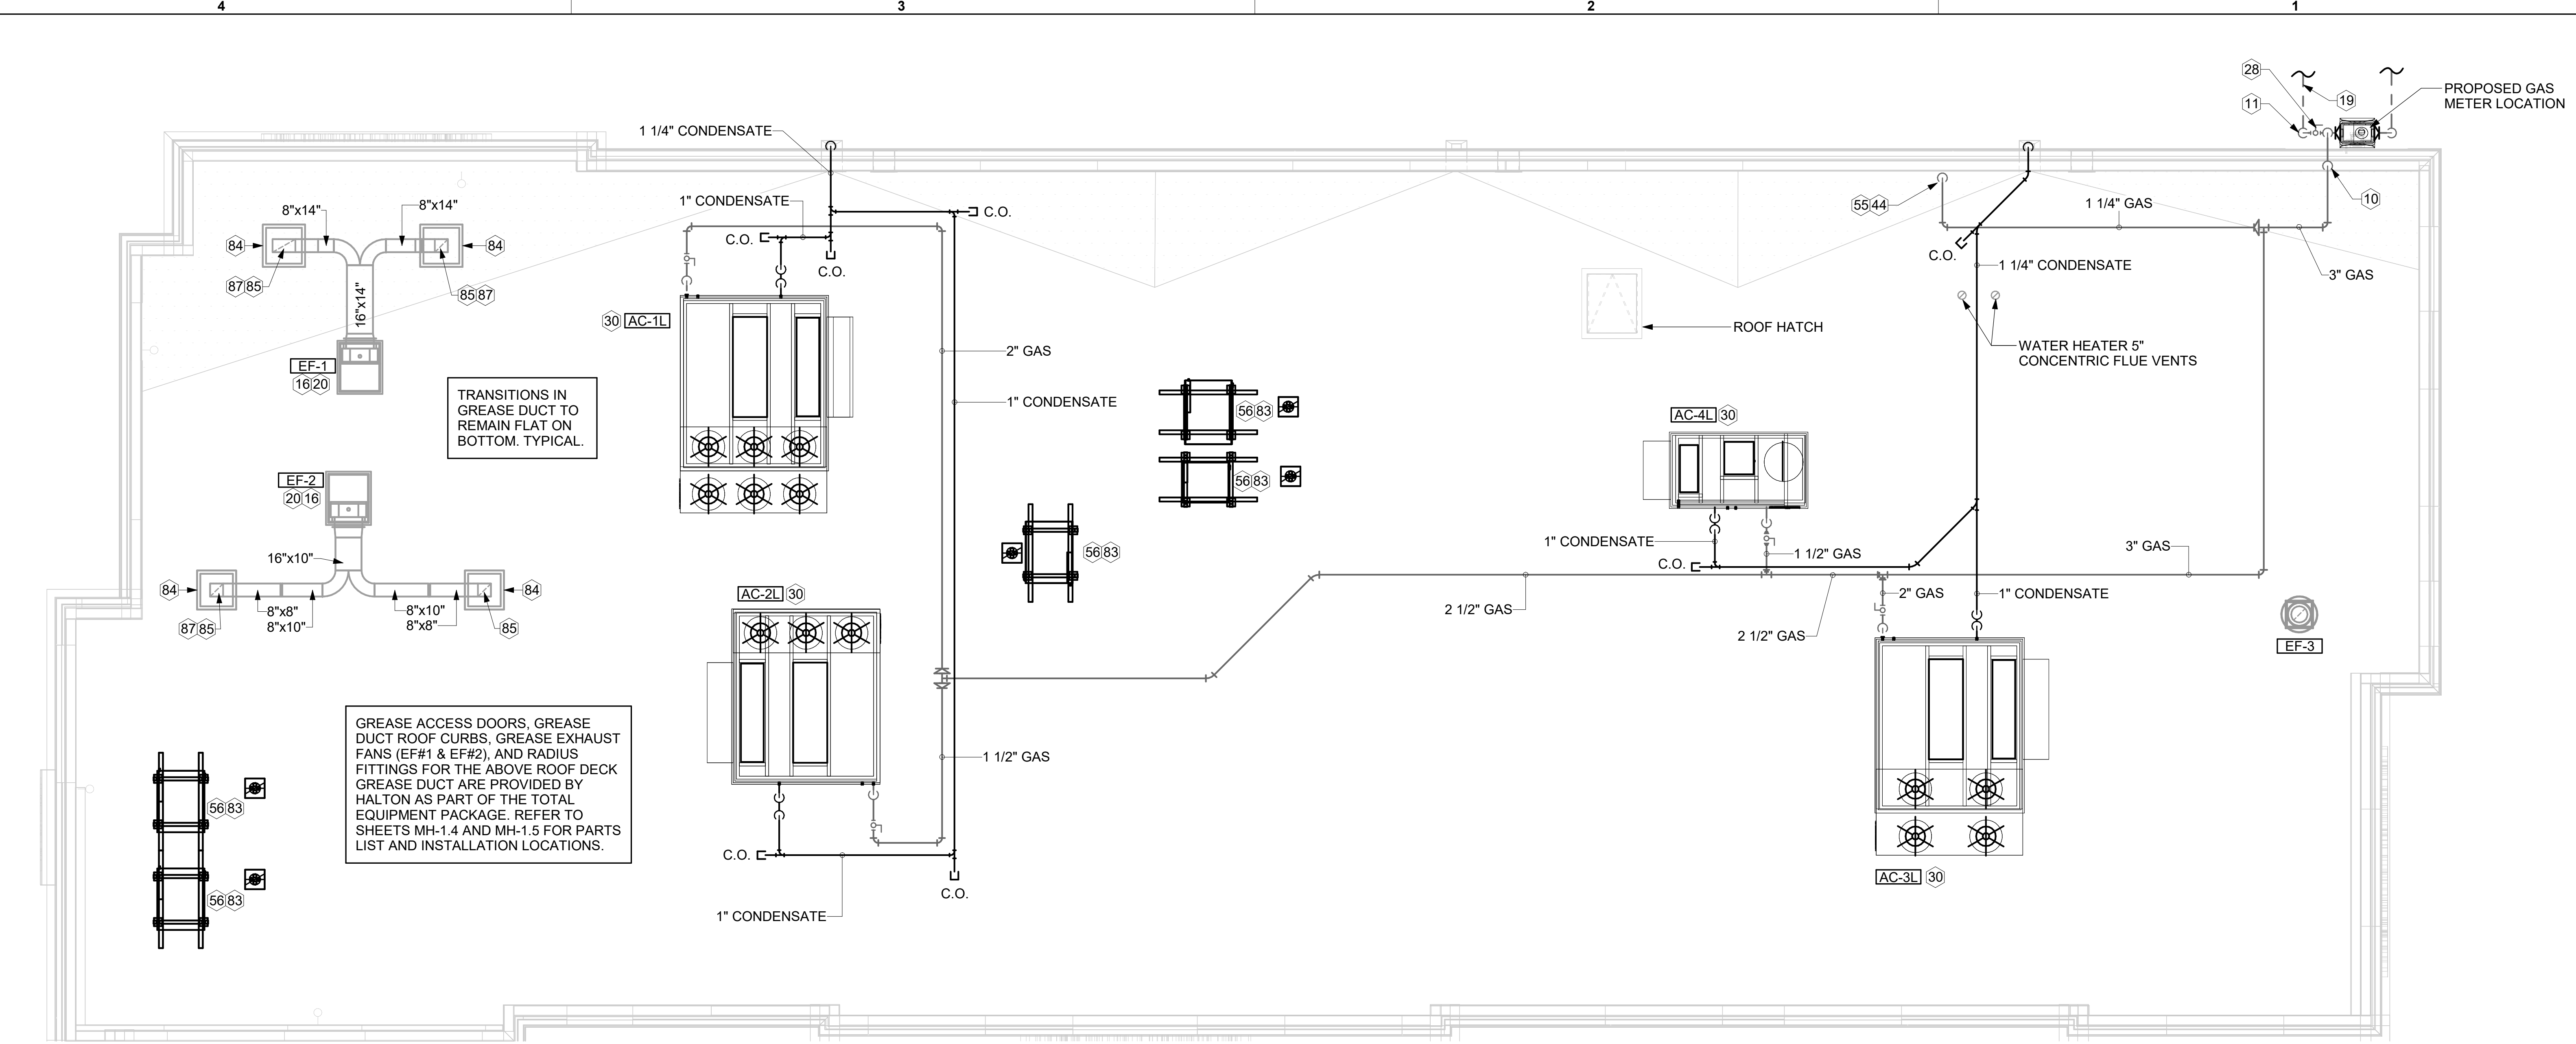 4 3 2 1
28
19
11
PROPOSED GAS
METER LOCATION
10
1 1/4" CONDENSATE
1" CONDENSATE
C.O.
C.O.
C.O.
8"x14"
8"x14"
84
84
87 85
85 87
16"x14"
EF-1
16 20
30 AC-1L
55 44
1 1/4" GAS
C.O.
1 1/4" CONDENSATE
3" GAS
ROOF HATCH
WATER HEATER 5"
CONCENTRIC FLUE VENTS
2" GAS
1" CONDENSATE
TRANSITIONS IN
GREASE DUCT TO
REMAIN FLAT ON
BOTTOM. TYPICAL.
56 83
56 83
56 83
AC-4L 30
1" CONDENSATE
1 1/2" GAS
C.O.
3" GAS
EF-2
20 16
16"x10"
84
84
8"x8"
8"x10"
8"x10"
8"x8"
87 85
85
AC-2L 30
2 1/2" GAS
2 1/2" GAS
2" GAS
1" CONDENSATE
EF-3
GREASE ACCESS DOORS, GREASE
DUCT ROOF CURBS, GREASE EXHAUST
FANS (EF#1 & EF#2), AND RADIUS
FITTINGS FOR THE ABOVE ROOF DECK
GREASE DUCT ARE PROVIDED BY
HALTON AS PART OF THE TOTAL
EQUIPMENT PACKAGE. REFER TO
SHEETS MH-1.4 AND MH-1.5 FOR PARTS
LIST AND INSTALLATION LOCATIONS.
1 1/2" GAS
56 83
56 83
C.O.
C.O.
1" CONDENSATE
AC-3L 30